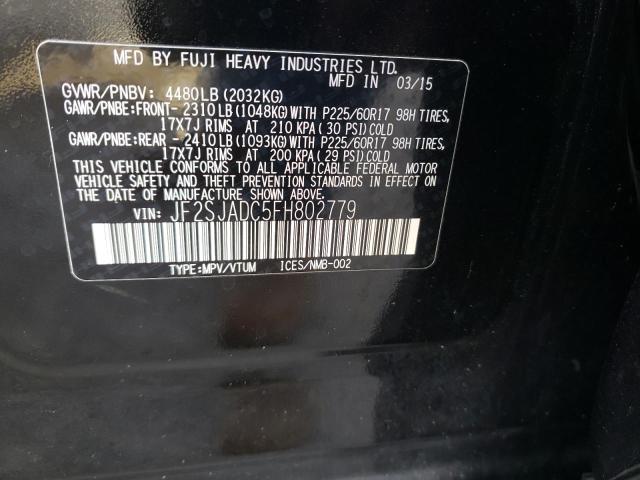 MFD BY FUJI HEAVY INDUSTRIES LTD.
MFD IN 03/15
GVWR/PNBV: 4480LB(2032KG)
GAWR/PNBE:FRONT- 2310LB(1048KG)WITH P225/60R17 98H TIRES,
17X7J RIMS AT 210 KPA(30 PSI)COLD
GAWR/PNBE:REAR - 2410LB(1093KG)WITH P225/60R17 98H TIRES,
17X7J RIMS AT 200 KPA(29 PSI)COLD
THIS VEHICLE CONFORMS TO ALL APPLICABLE FEDERAL MOTOR
VEHICLE SAFETY AND THEFT PREVENTION STANDARDS IN EFFECT ON
THE DATE OF MANUFACTURE SHOWN ABOVE.
VIN: JF2SJADC5FH802779
TYPE:MPV/VTUM ICES/NMB-002